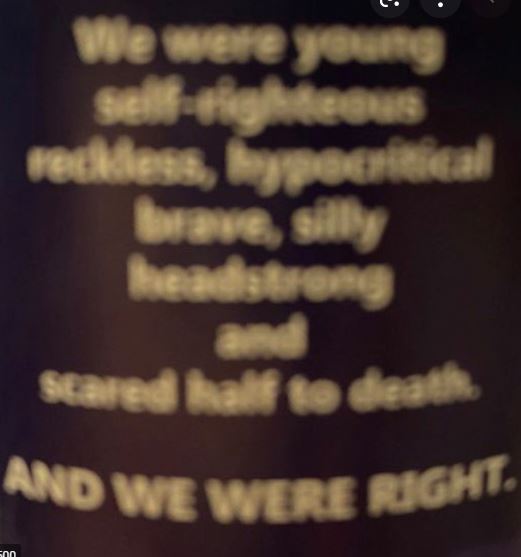 We were young
self-righteous
reckless, hypocritical
brave, silly
headstrong
and
scared half to death.
AND WE WERE RIGHT.
500